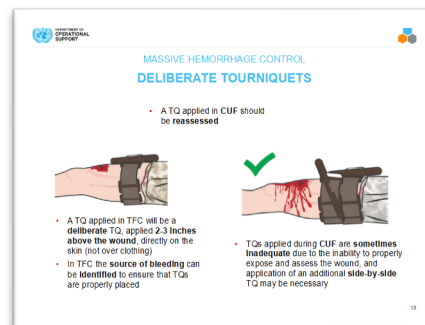 DEPARTMENT OF
OPERATIONAL
SUPPORT
MASSIVE HEMORRHAGE CONTROL
DELIBERATE TOURNIQUETS
• A TQ applied in CUF should
be reassessed
• A TQ applied in TFC will be a
deliberate TQ, applied 2-3 inches
above the wound, directly on the
skin (not over clothing)
• In TFC the source of bleeding can
be identified to ensure that TQs
are properly placed
• TQs applied during CUF are sometimes
inadequate due to the inability to properly
expose and assess the wound, and
application of an additional side-by-side
TQ may be necessary